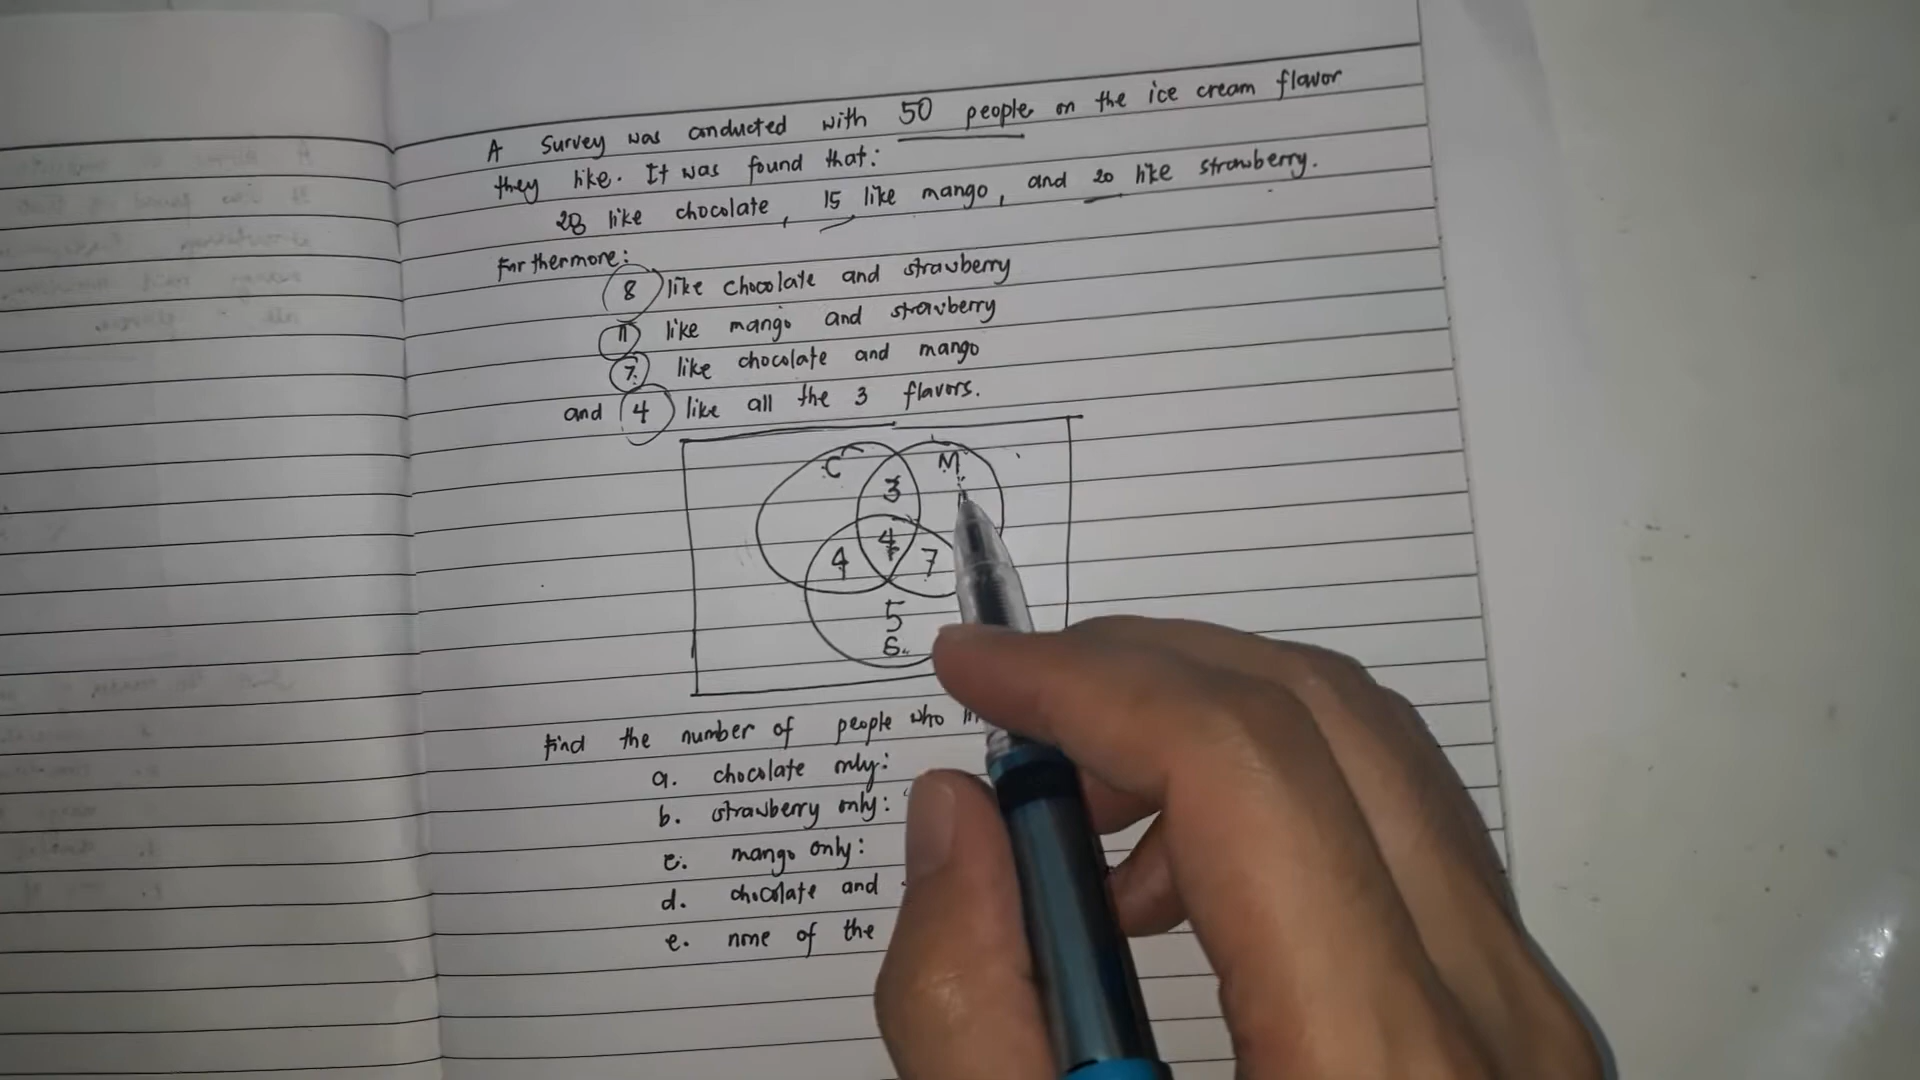 A survey was conducted with 50 people on the ice cream flavor
they like. It was found that:
28 like chocolate, 15 like mango, and 20 like strawberry.
Furthermore:
8 like chocolate and strawberry
11 like mango and strawberry
7 like chocolate and mango
and 4 like all the 3 flavors.
C M
3
4 4 7
5
S
Find the number of people who
a. chocolate only:
b. strawberry only:
c. mango only:
d. chocolate and
e. none of the